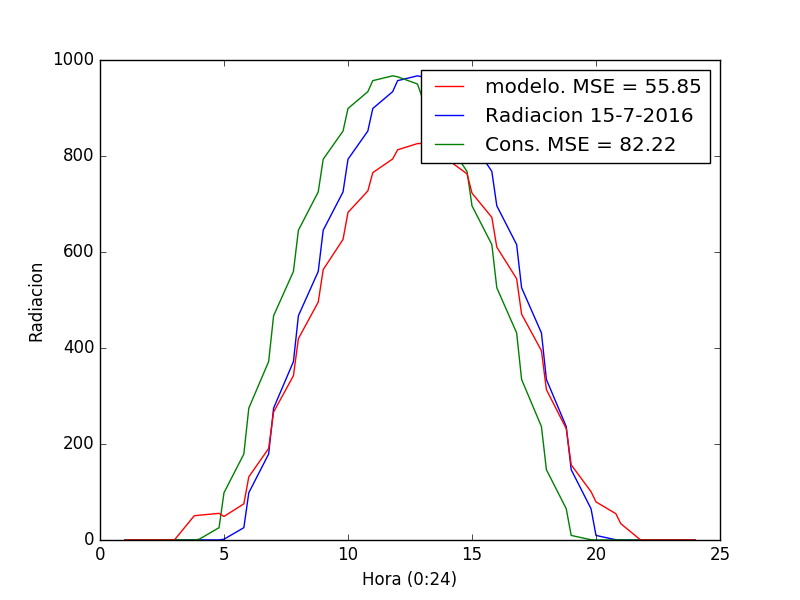 1000
800
600
400
200
0
Radiacion
modelo. MSE = 55.85
Radiacion 15-7-2016
Cons. MSE = 82.22
0 5 10 15 20 25
Hora (0:24)